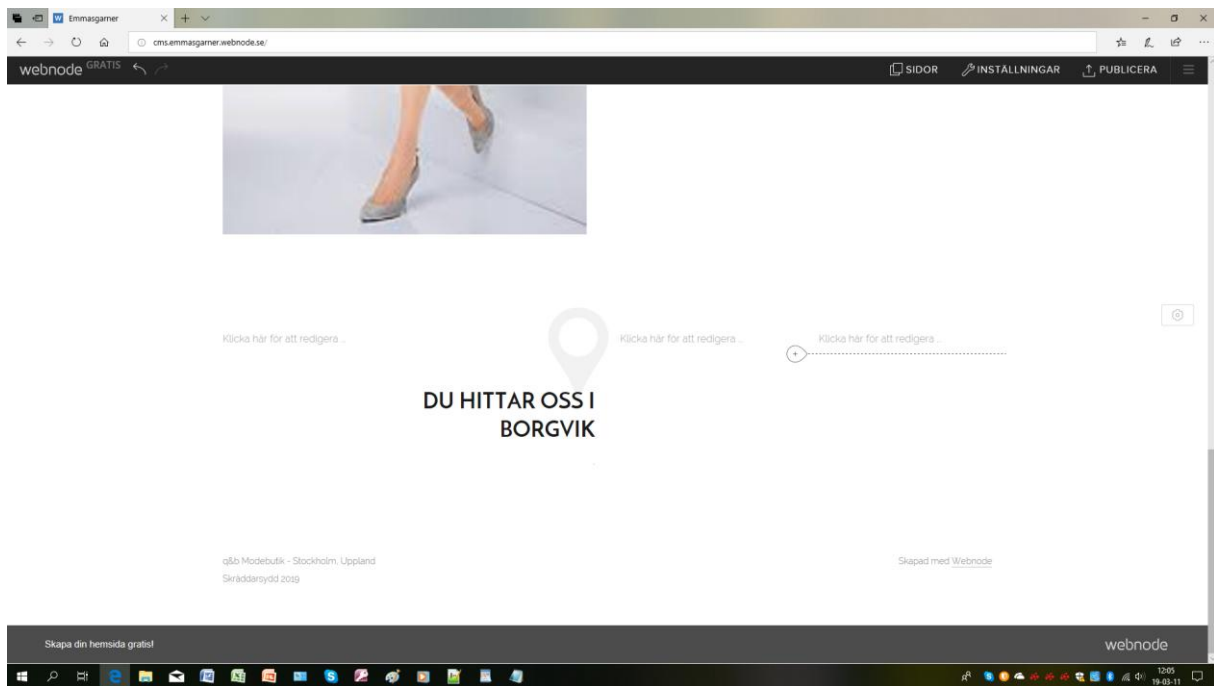 Emmasgarner
cms.emmasgarner.webnode.se/
webnode GRATIS
SIDOR
INSTÄLLNINGAR
PUBLICERA
Klicka här för att redigera ...
Klicka här för att redigera ...
Klicka här för att redigera ...
DU HITTAR OSS I
BORGVIK
q&b Modebutik - Stockholm, Uppland
Skapad med Webnode
Skräddarsydd 2019
Skapa din hemsida gratis!
webnode
12:05
19-03-11